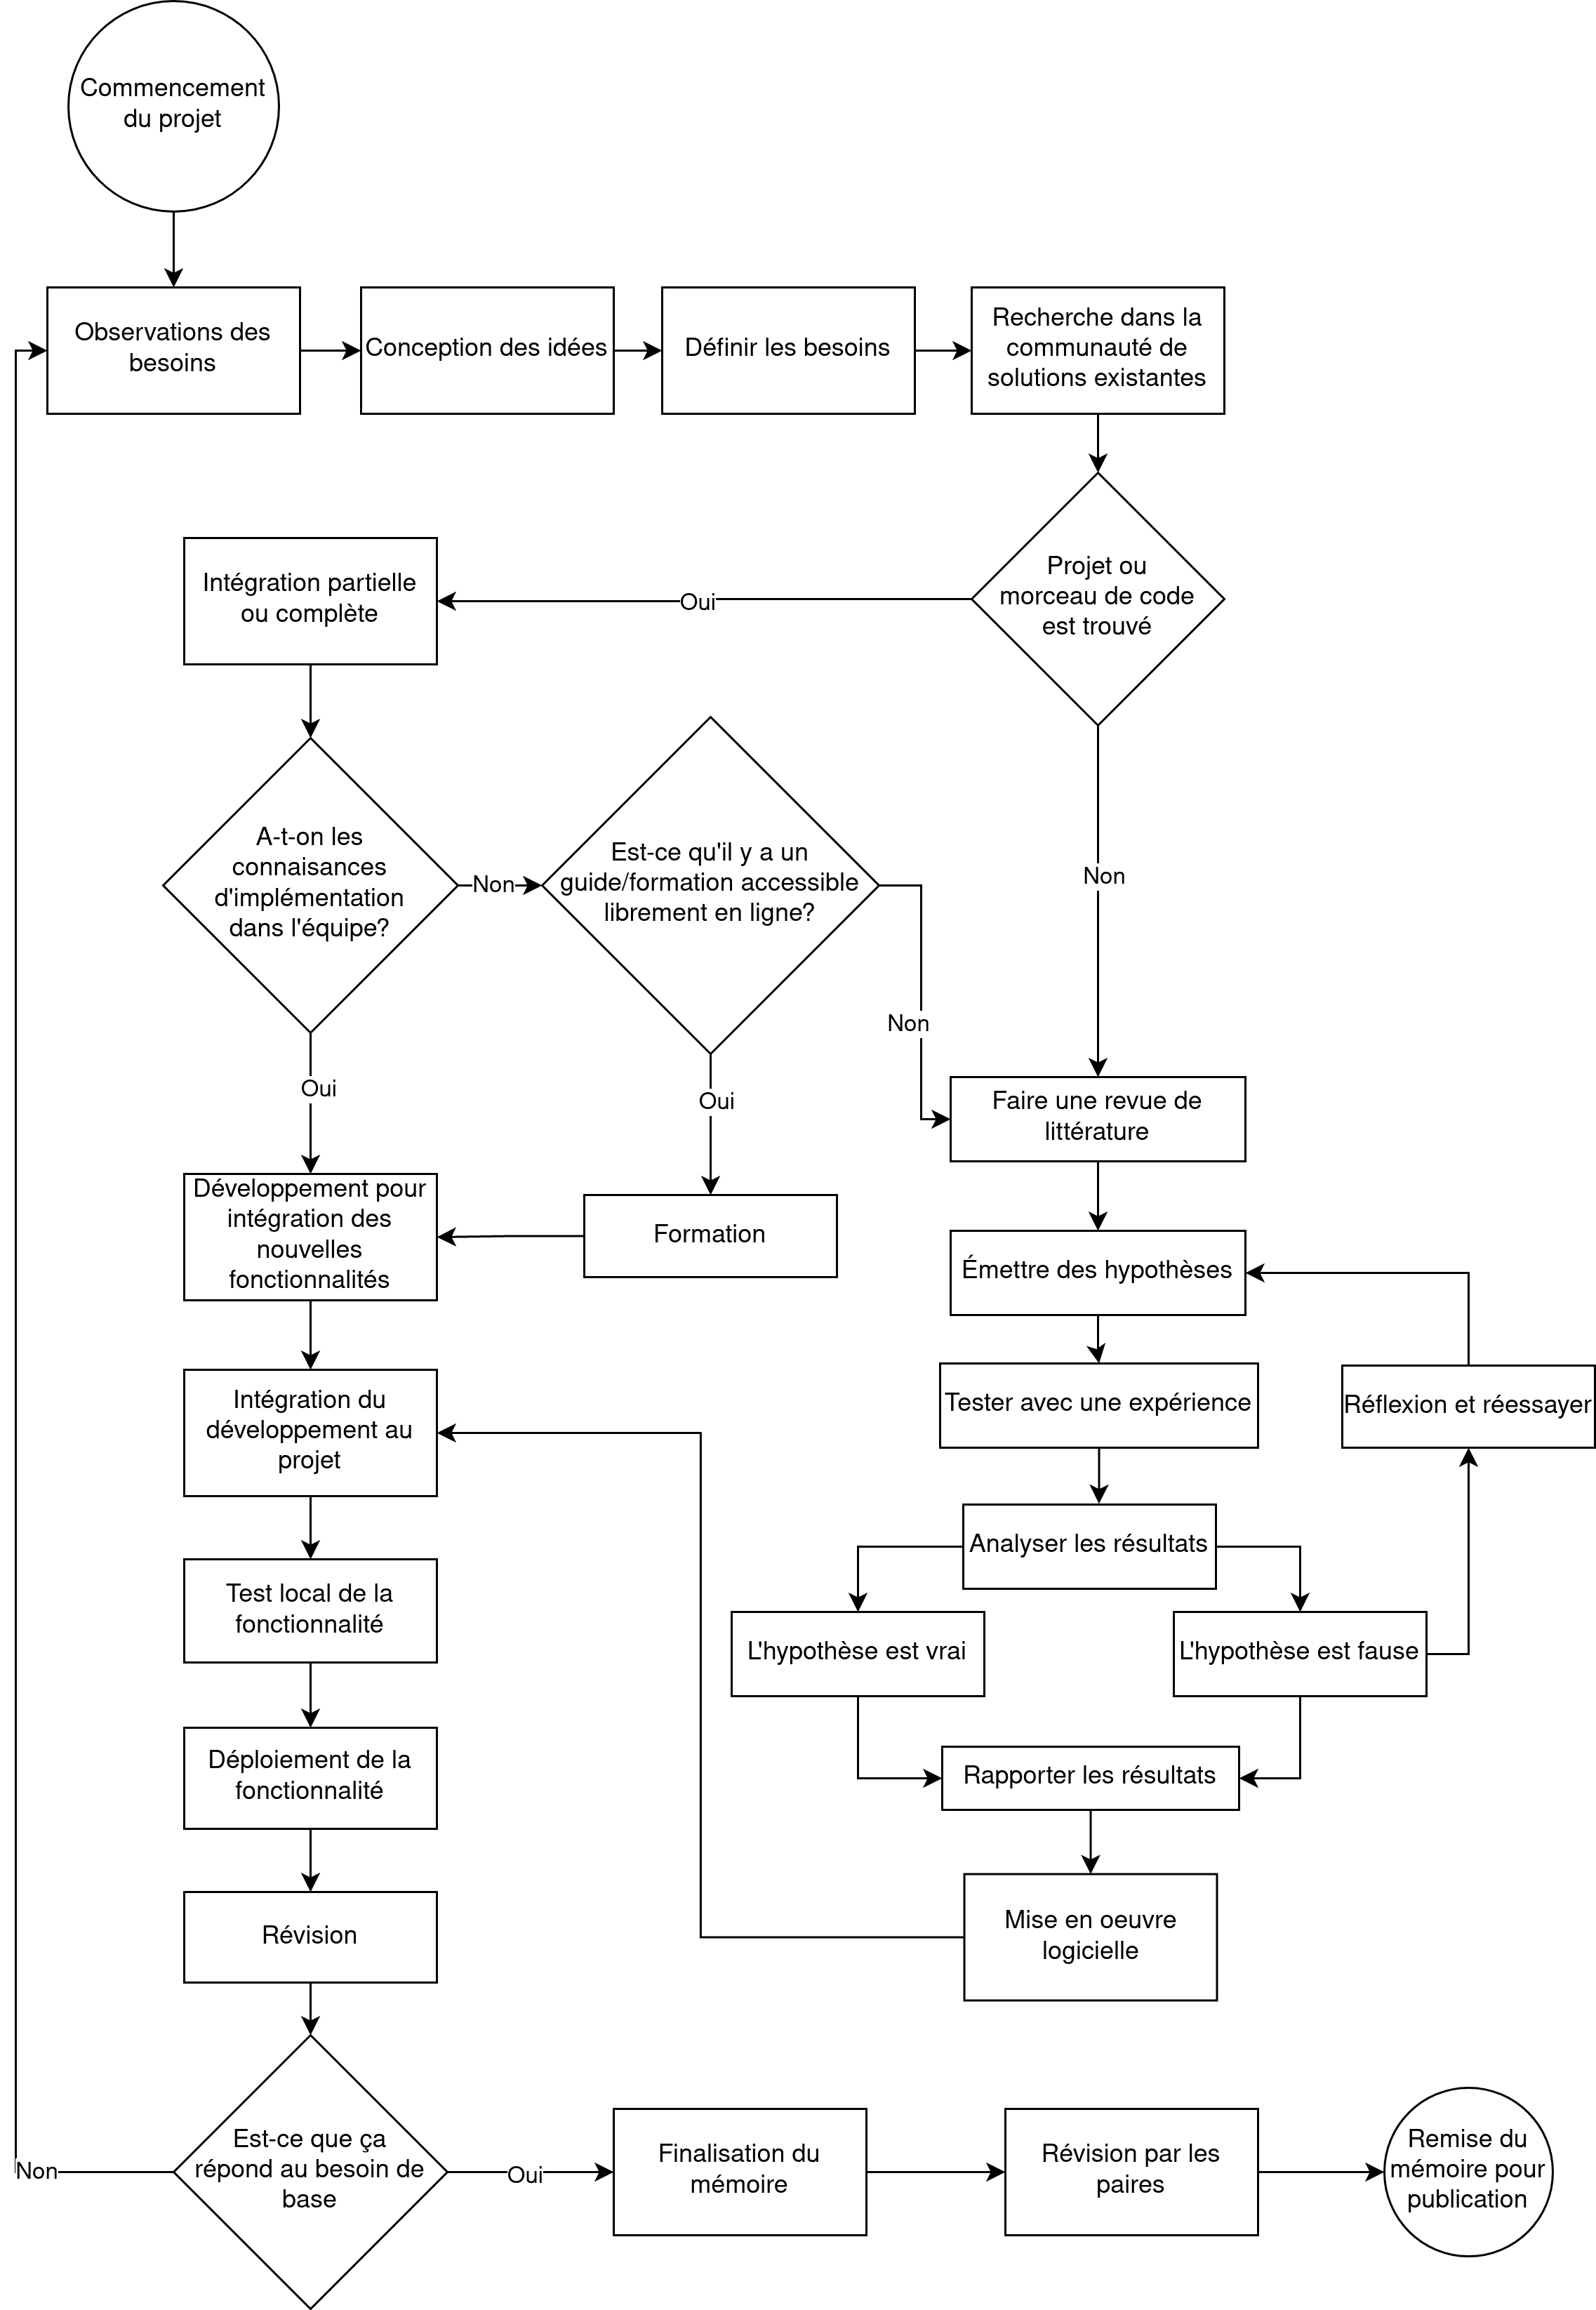 Commencement
du projet
Observations des
besoins
Conception des idées
Définir les besoins
Recherche dans la
communauté de
solutions existantes
Projet ou
morceau de code
est trouvé
Oui
Intégration partielle
ou complète
Non
A-t-on les
connaisances
d'implémentation
dans l'équipe?
Non
Est-ce qu'il y a un
guide/formation accessible
librement en ligne?
Non
Oui
Oui
Faire une revue de
littérature
Développement pour
intégration des
nouvelles
fonctionnalités
Formation
Émettre des hypothèses
Intégration du
développement au
projet
Tester avec une expérience
Réflexion et réessayer
Analyser les résultats
Test local de la
fonctionnalité
L'hypothèse est vrai
L'hypothèse est fause
Déploiement de la
fonctionnalité
Rapporter les résultats
Révision
Mise en oeuvre
logicielle
Est-ce que ça
répond au besoin de
base
Non
Oui
Finalisation du
mémoire
Révision par les
paires
Remise du
mémoire pour
publication